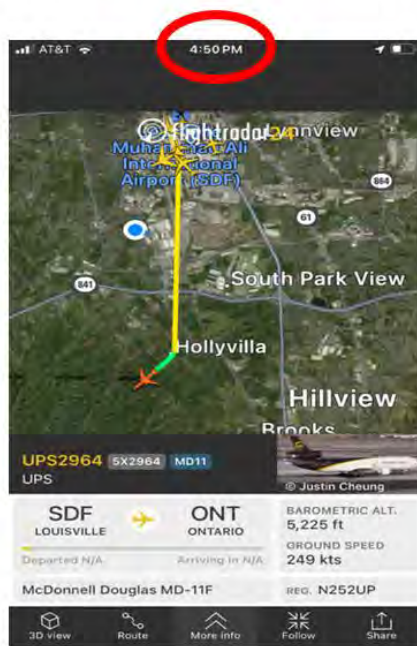 AT&T
4:50 PM
flightradar24
Lynnview
Muhammad Ali
International
Airport (SDF)
864
61
841
South Park View
Hollyvilla
Hillview
Brooks
UPS2964 5X2964 MD11
UPS
© Justin Cheung
SDF
ONT
LOUISVILLE
ONTARIO
Departed N/A
Arriving in N/A
BAROMETRIC ALT.
5,225 ft
GROUND SPEED
249 kts
McDonnell Douglas MD-11F
REG. N252UP
3D view
Route
More info
Follow
Share